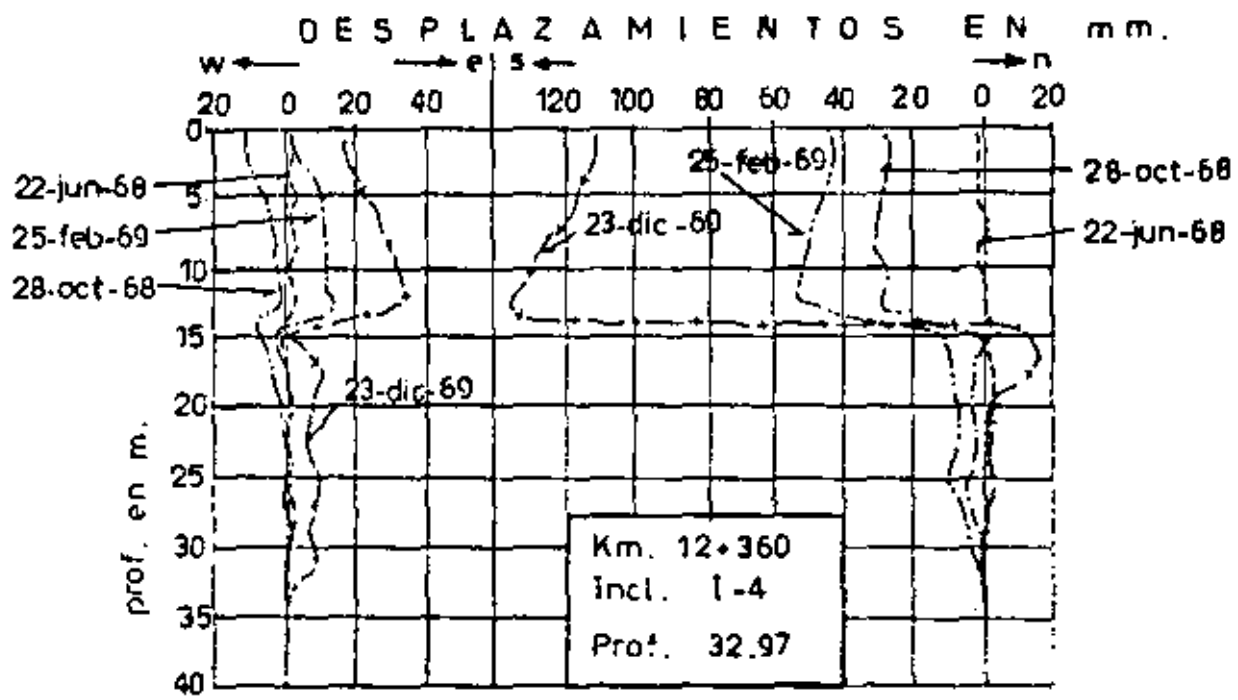 DESPLAZAMIENTOS EN mm.
w e s n
20 0 20 40 120 100 80 60 40 20 0 20
0
25-feb-69
28-oct-68
22-jun-68
5
23-dic-69
25-feb-69
22-jun-68
10
28-oct-68
15
23-dic-69
20
25
30
35
40
prof. en m.
Km. 12+360
Incl. I-4
Prof. 32.97